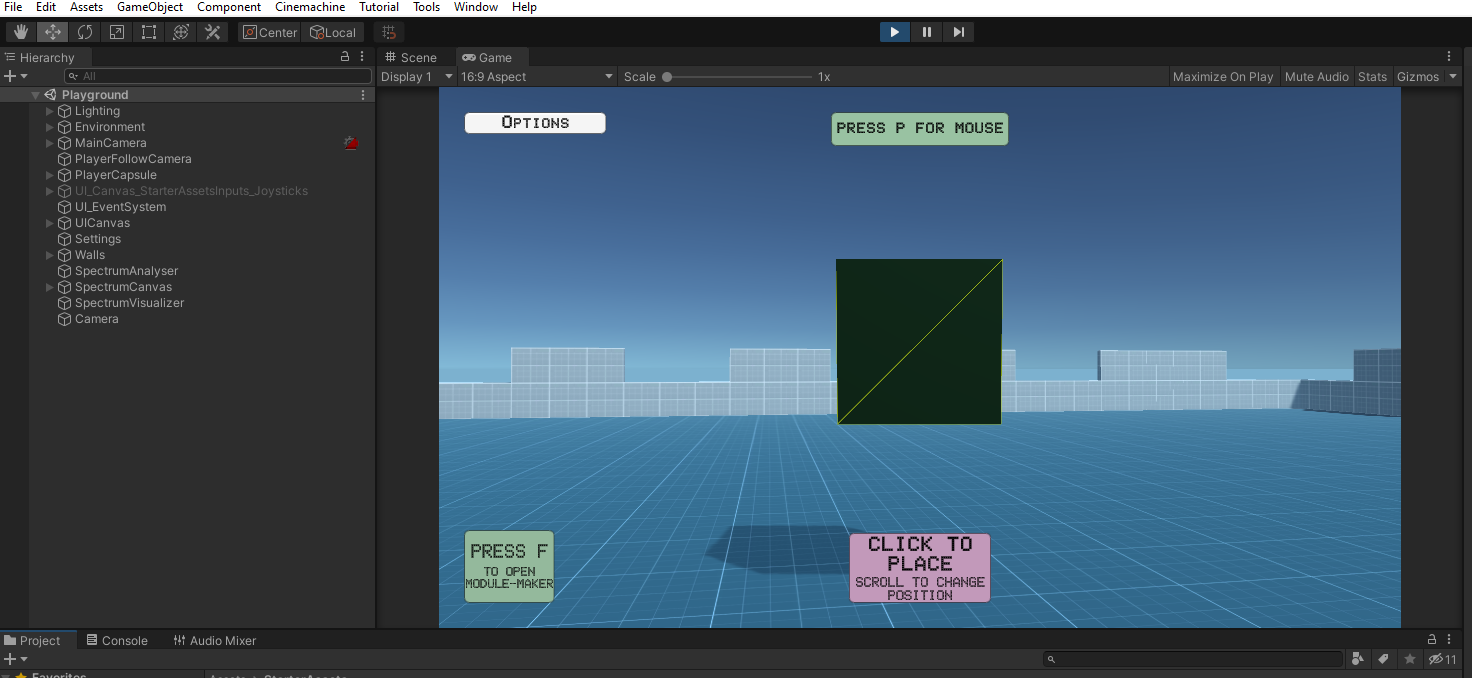 File Edit Assets GameObject Component Cinemachine Tutorial Tools Window Help
Center Local
Hierarchy
All
Playground
Lighting
Environment
MainCamera
PlayerFollowCamera
PlayerCapsule
UI_Canvas_StarterAssetsInputs_Joysticks
UI_EventSystem
UICanvas
Settings
Walls
SpectrumAnalyser
SpectrumCanvas
SpectrumVisualizer
Camera
Scene Game
Display 1 16:9 Aspect Scale 1x Maximize On Play Mute Audio Stats Gizmos
Options
PRESS P FOR MOUSE
PRESS F
TO OPEN
MODULE-MAKER
CLICK TO
PLACE
SCROLL TO CHANGE
POSITION
Project Console Audio Mixer
11
Favorites
Assets > StarterAssets